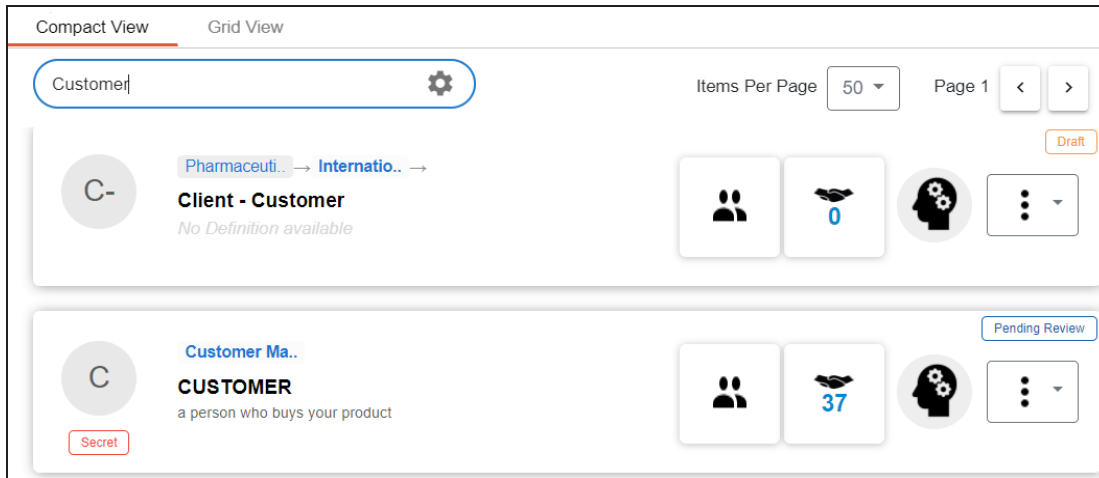 Compact View Grid View
Customer Items Per Page 50 Page 1 < >
Draft
C- Pharmaceuti.. → Internatio.. →
Client - Customer
No Definition available
0
Pending Review
C Customer Ma..
CUSTOMER
a person who buys your product
37
Secret